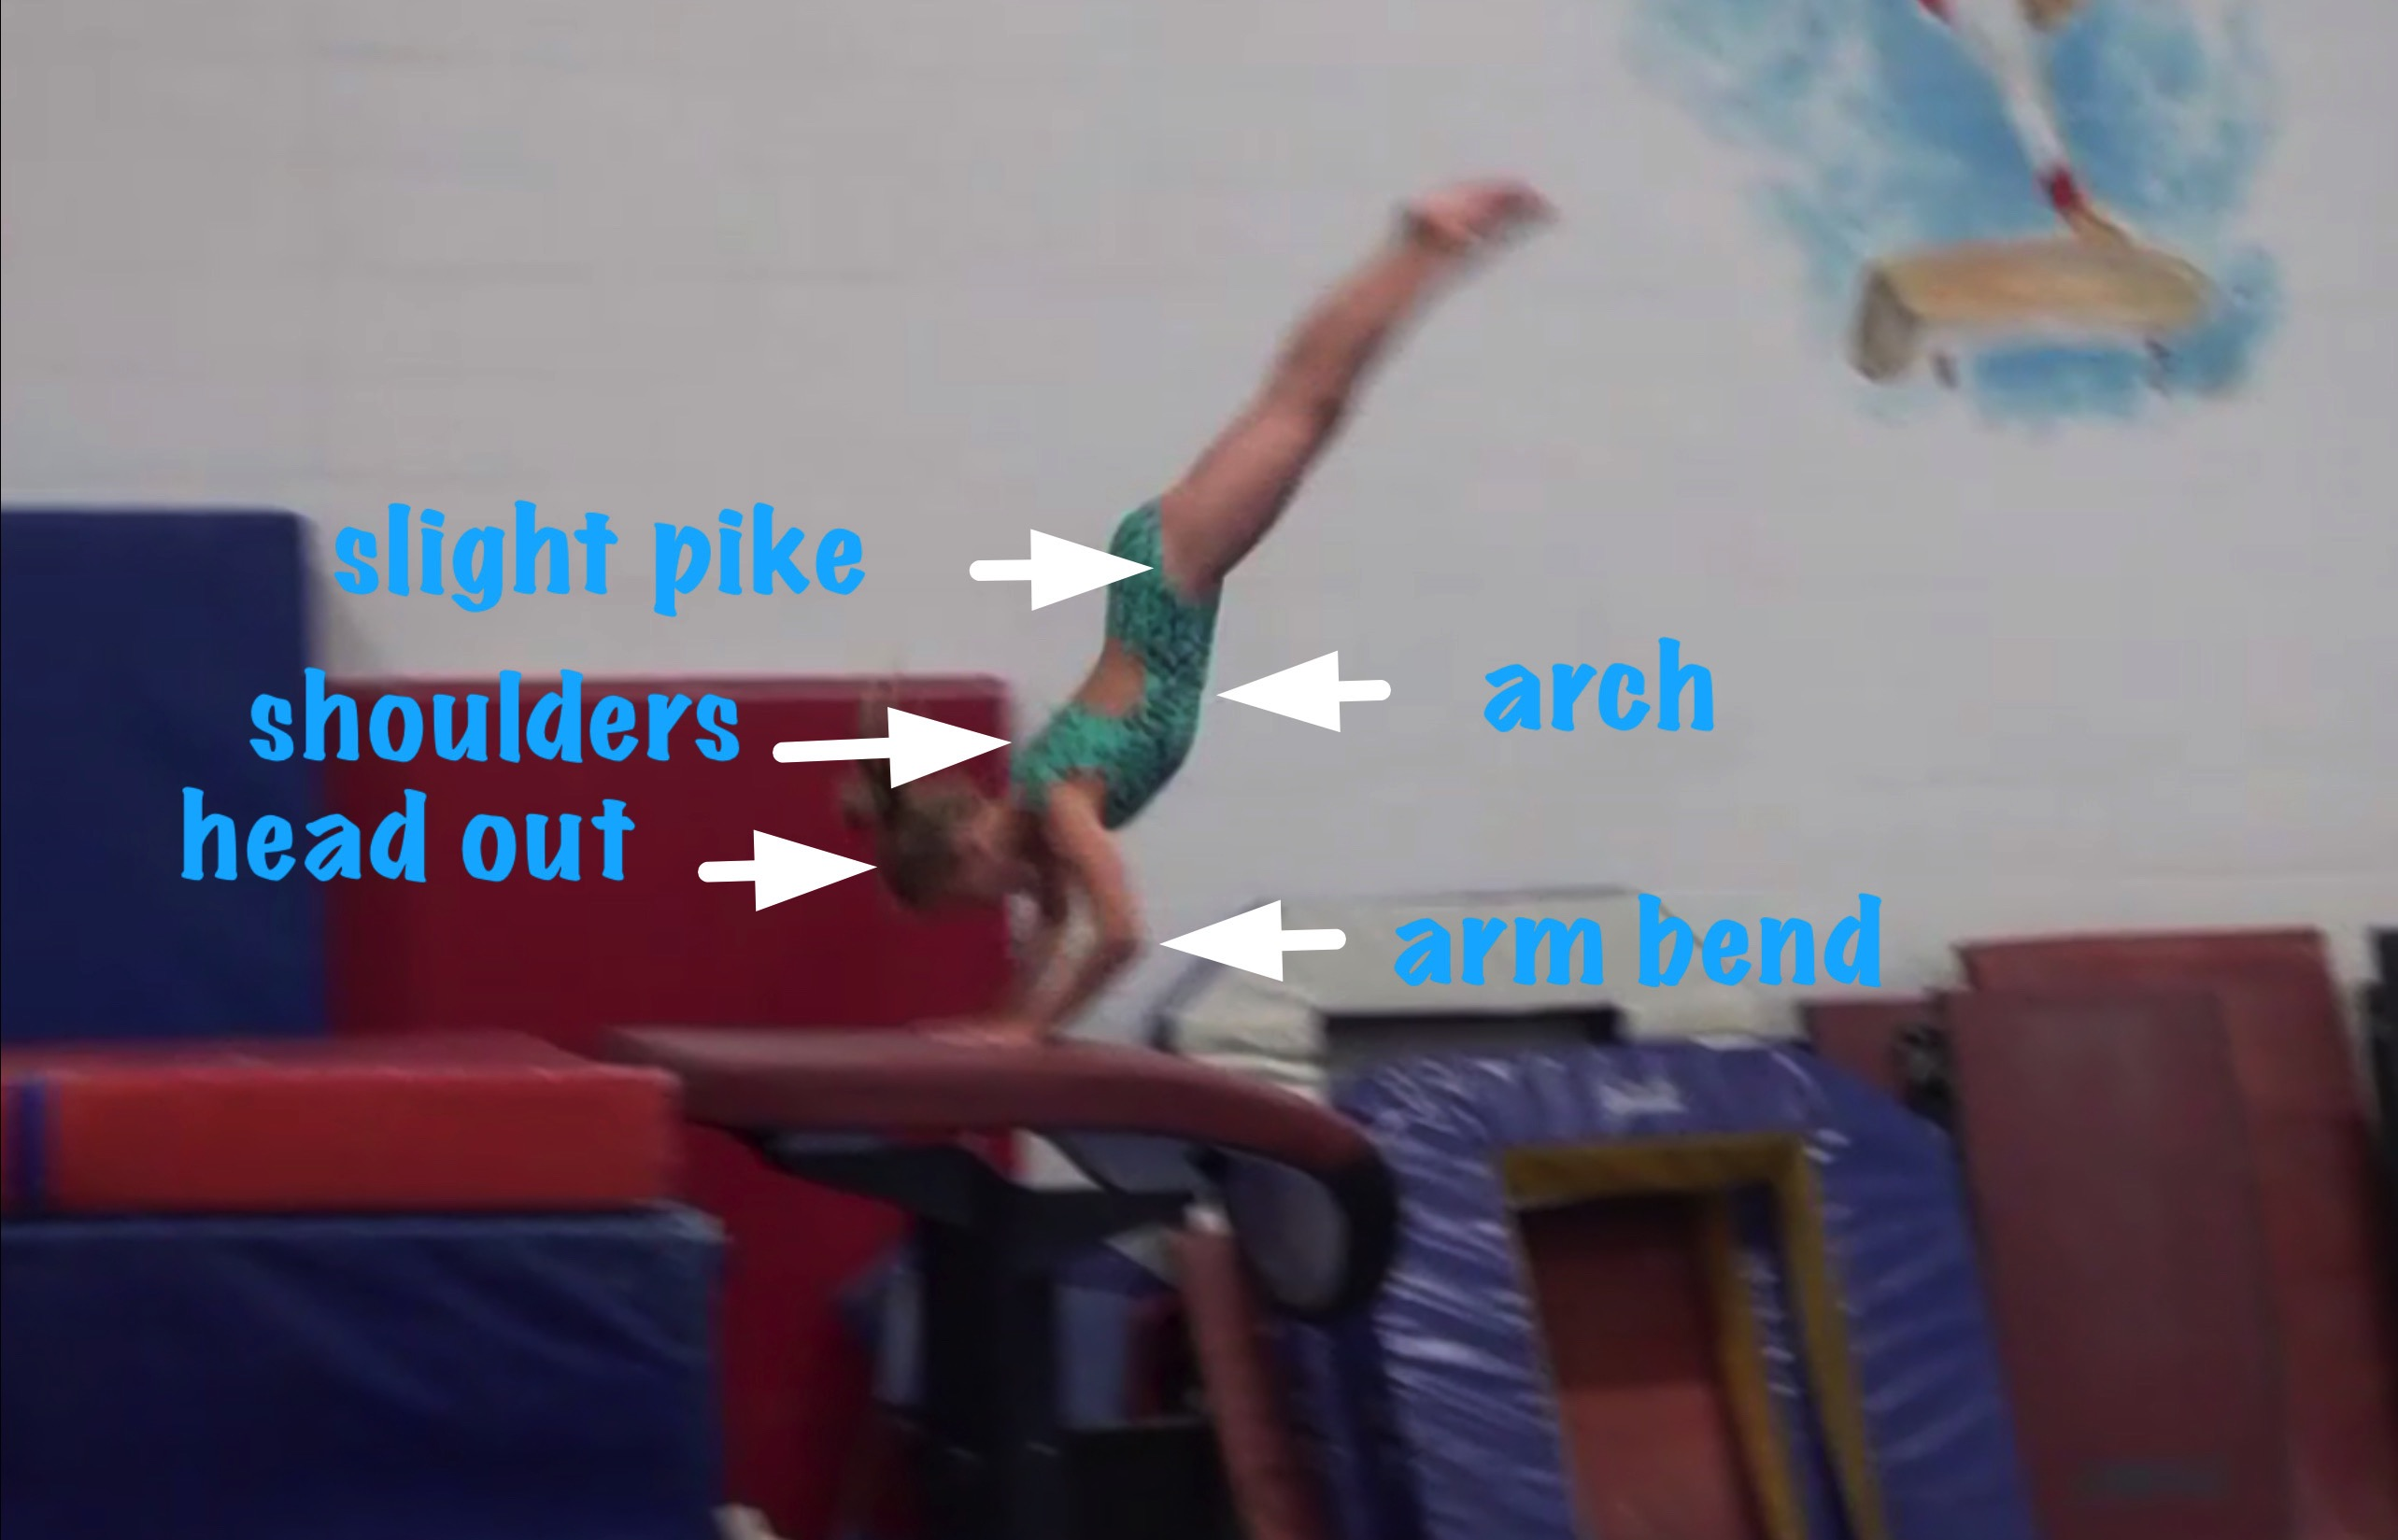 slight pike
arch
shoulders
head out
arm bend